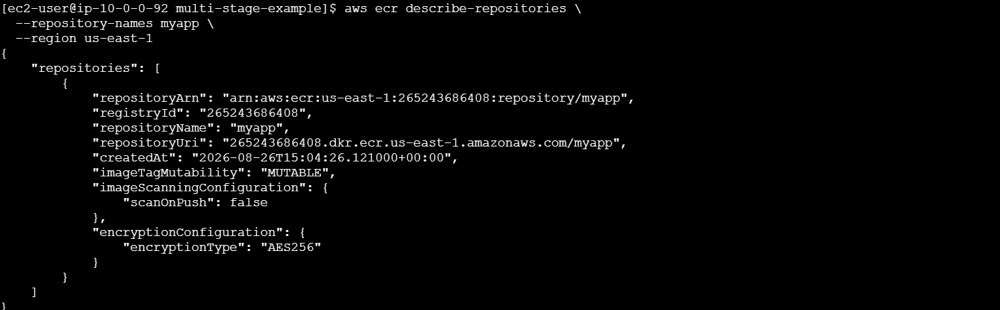 [ec2-user@ip-10-0-0-92 multi-stage-example]$ aws ecr describe-repositories \
  --repository-names myapp \
  --region us-east-1
{
    "repositories": [
        {
            "repositoryArn": "arn:aws:ecr:us-east-1:265243686408:repository/myapp",
            "registryId": "265243686408",
            "repositoryName": "myapp",
            "repositoryUri": "265243686408.dkr.ecr.us-east-1.amazonaws.com/myapp",
            "createdAt": "2026-08-26T15:04:26.121000+00:00",
            "imageTagMutability": "MUTABLE",
            "imageScanningConfiguration": {
                "scanOnPush": false
            },
            "encryptionConfiguration": {
                "encryptionType": "AES256"
            }
        }
    ]
}